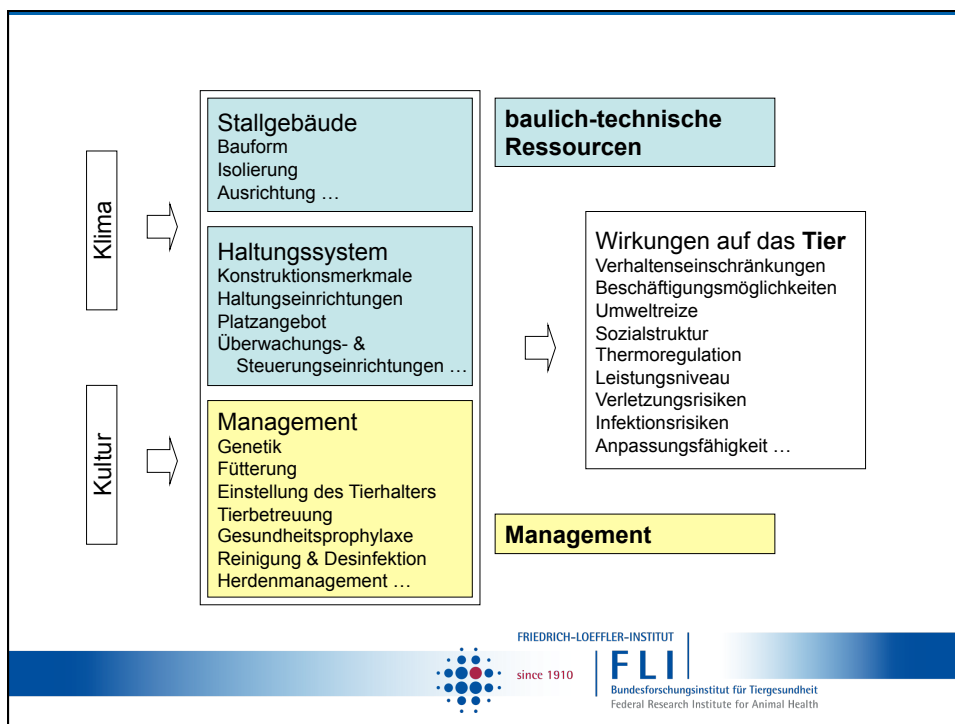 Klima
Kultur
Stallgebäude
Bauform
Isolierung
Ausrichtung …
Haltungssystem
Konstruktionsmerkmale
Haltungseinrichtungen
Platzangebot
Überwachungs- &
Steuerungseinrichtungen …
Management
Genetik
Fütterung
Einstellung des Tierhalters
Tierbetreuung
Gesundheitsprophylaxe
Reinigung & Desinfektion
Herdenmanagement …
baulich-technische
Ressourcen
Wirkungen auf das Tier
Verhaltenseinschränkungen
Beschäftigungsmöglichkeiten
Umweltreize
Sozialstruktur
Thermoregulation
Leistungsniveau
Verletzungsrisiken
Infektionsrisiken
Anpassungsfähigkeit …
Management
FRIEDRICH-LOEFFLER-INSTITUT
since 1910
FLI
Bundesforschungsinstitut für Tiergesundheit
Federal Research Institute for Animal Health